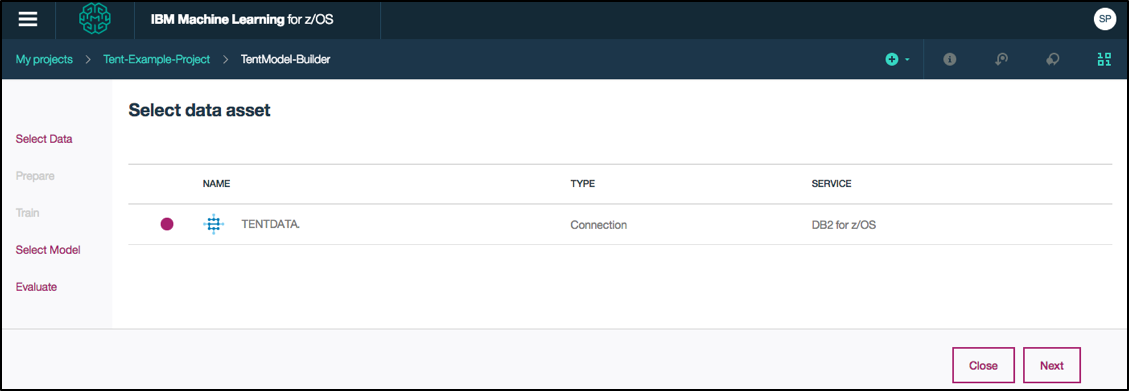 IBM Machine Learning for z/OS
SP
My projects > Tent-Example-Project > TentModel-Builder
Select data asset
Select Data
Prepare
Train
Select Model
Evaluate
NAME TYPE SERVICE
TENTDATA. Connection DB2 for z/OS
Close Next